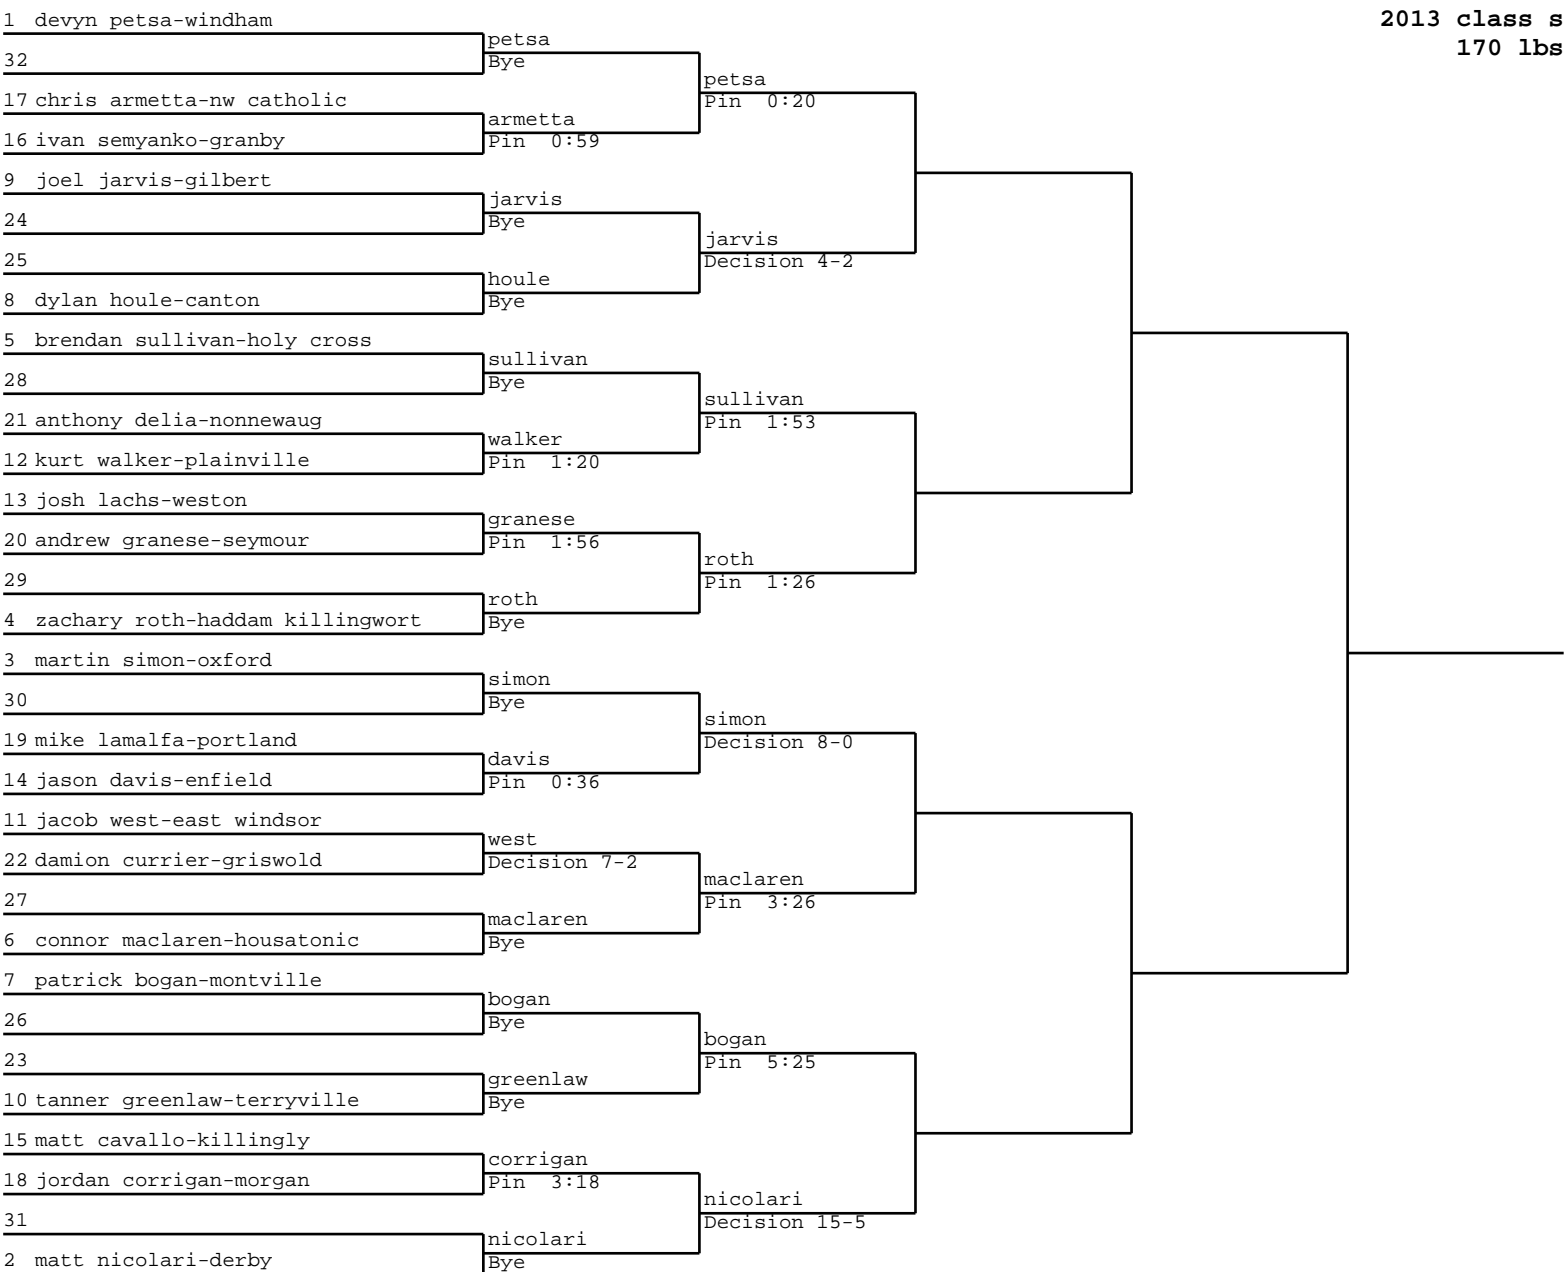 1 devyn petsa-windham
32
17 chris armetta-nw catholic
16 ivan semyanko-granby
9 joel jarvis-gilbert
24
25
8 dylan houle-canton
5 brendan sullivan-holy cross
28
21 anthony delia-nonnewaug
12 kurt walker-plainville
13 josh lachs-weston
20 andrew granese-seymour
29
4 zachary roth-haddam killingwort
3 martin simon-oxford
30
19 mike lamalfa-portland
14 jason davis-enfield
11 jacob west-east windsor
22 damion currier-griswold
27
6 connor maclaren-housatonic
7 patrick bogan-montville
26
23
10 tanner greenlaw-terryville
15 matt cavallo-killingly
18 jordan corrigan-morgan
31
2 matt nicolari-derby
petsa
Bye
armetta
Pin 0:59
jarvis
Bye
houle
Bye
sullivan
Bye
walker
Pin 1:20
granese
Pin 1:56
roth
Bye
simon
Bye
davis
Pin 0:36
west
Decision 7-2
maclaren
Bye
bogan
Bye
greenlaw
Bye
corrigan
Pin 3:18
nicolari
Bye
petsa
Pin 0:20
jarvis
Decision 4-2
sullivan
Pin 1:53
roth
Pin 1:26
simon
Decision 8-0
maclaren
Pin 3:26
bogan
Pin 5:25
nicolari
Decision 15-5
2013 class s
170 lbs